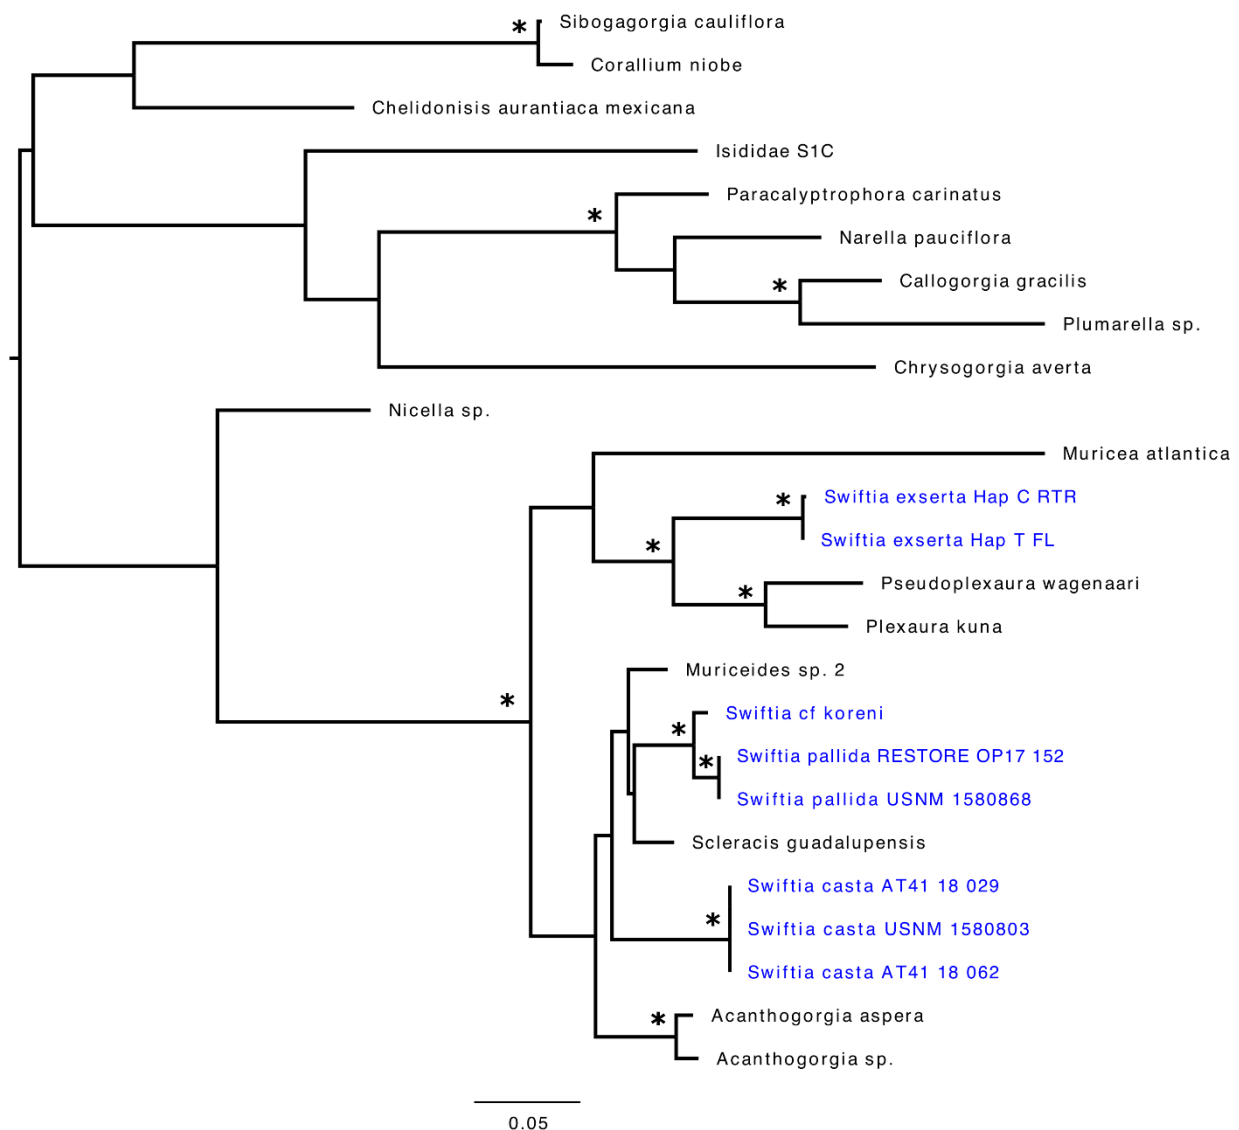 * Sibogagorgia cauliflora
Corallium niobe
Chelidonisis aurantiaca mexicana
Isididae S1C
Paracalyptrophora carinatus
*
Narella pauciflora
Callogorgia gracilis
*
Plumarella sp.
Chrysogorgia averta
Nicella sp.
Muricea atlantica
* Swiftia exserta Hap C RTR
Swiftia exserta Hap T FL
*
Pseudoplexaura wagenaari
*
Plexaura kuna
Muriceides sp. 2
*
Swiftia cf koreni
*
Swiftia pallida RESTORE OP17 152
*
Swiftia pallida USNM 1580868
Scleracis guadalupensis
Swiftia casta AT41 18 029
*
Swiftia casta USNM 1580803
Swiftia casta AT41 18 062
* Acanthogorgia aspera
Acanthogorgia sp.
0.05